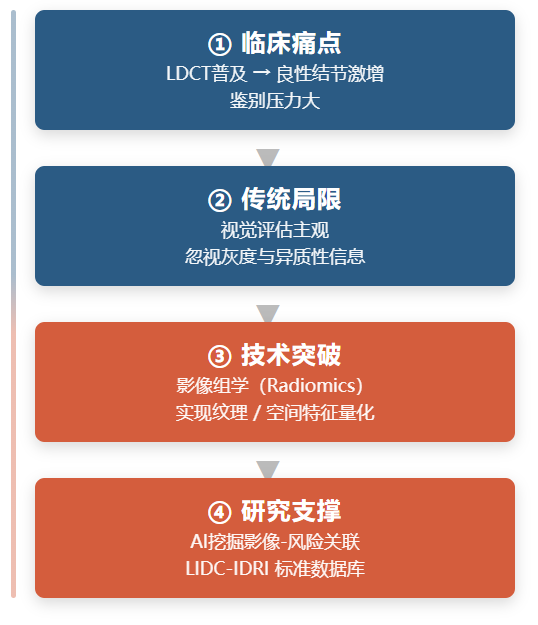 ① 临床痛点
LDCT普及 → 良性结节激增
鉴别压力大
② 传统局限
视觉评估主观
忽视灰度与异质性信息
③ 技术突破
影像组学（Radiomics）
实现纹理 / 空间特征量化
④ 研究支撑
AI挖掘影像-风险关联
LIDC-IDRI 标准数据库